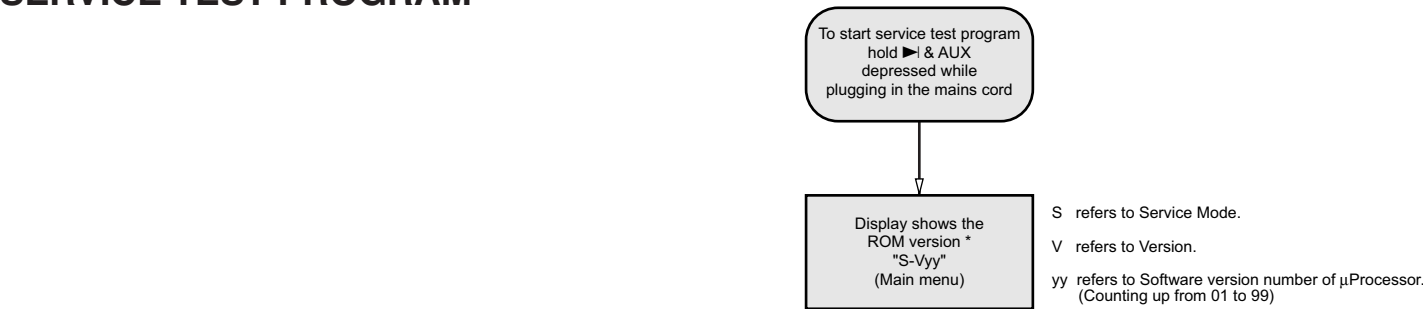 SERVICE TEST PROGRAM
To start service test program
hold ►| & AUX
depressed while
plugging in the mains cord
Display shows the
ROM version *
"S-Vyy"
(Main menu)
S refers to Service Mode.
V refers to Version.
yy refers to Software version number of µProcessor.
(Counting up from 01 to 99)